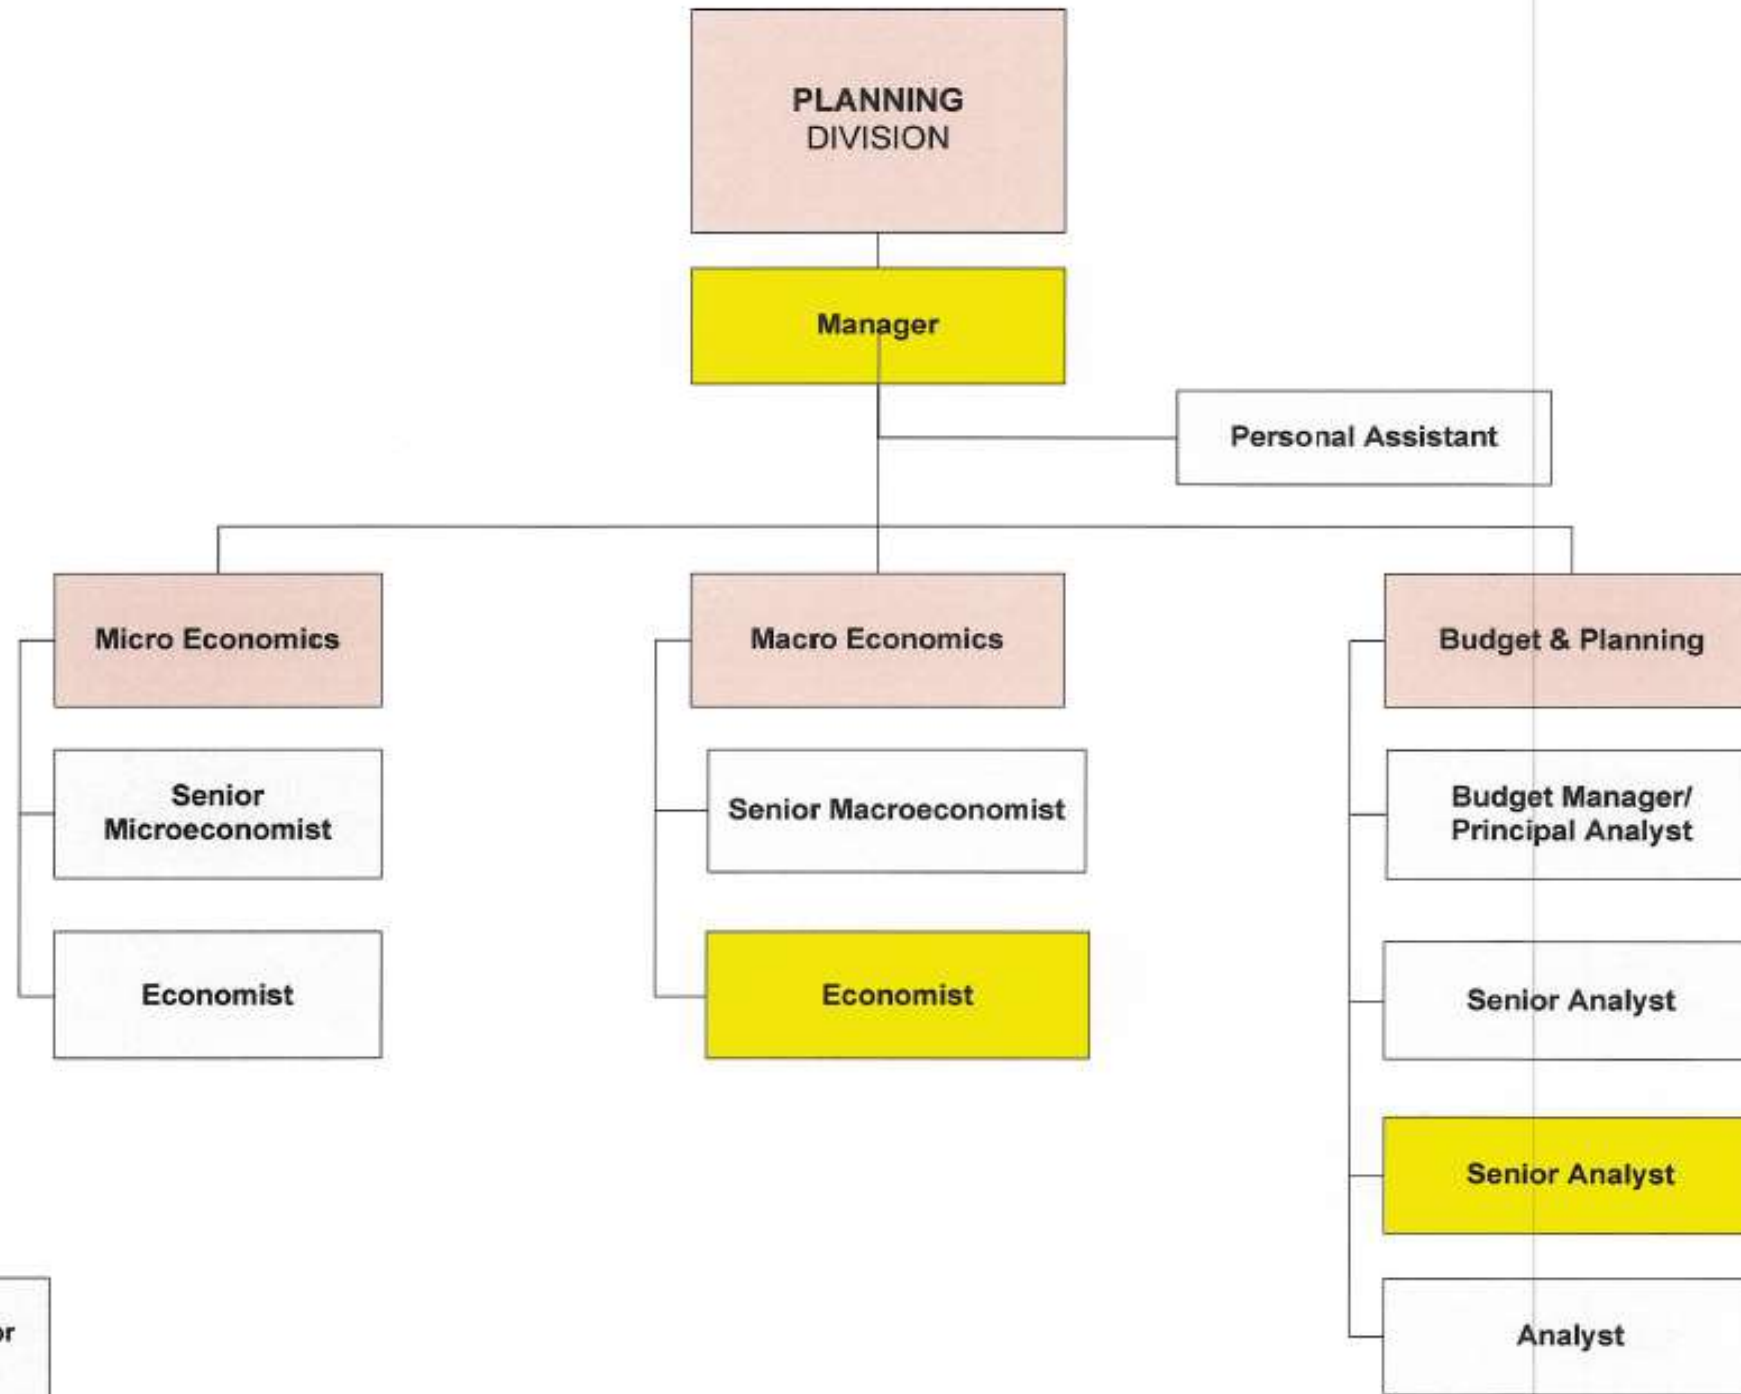 PLANNING
DIVISION
Manager
Personal Assistant
Micro Economics
Macro Economics
Budget & Planning
Senior
Microeconomist
Senior Macroeconomist
Budget Manager/
Principal Analyst
Economist
Economist
Senior Analyst
Senior Analyst
Analyst